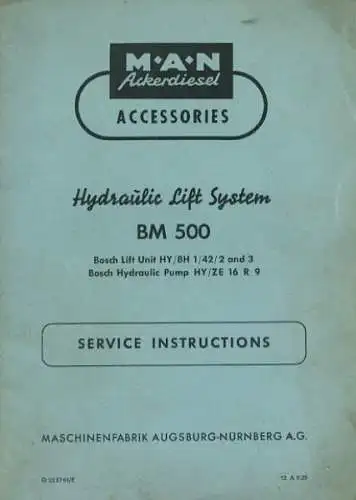 M·A·N
Ackerdiesel
ACCESSORIES
Hydraulic Lift System
BM 500
Bosch Lift Unit HY/BH 1/42/2 and 3
Bosch Hydraulic Pump HY/ZE 16 R 9
SERVICE INSTRUCTIONS
MASCHINENFABRIK AUGSBURG-NÜRNBERG A.G.